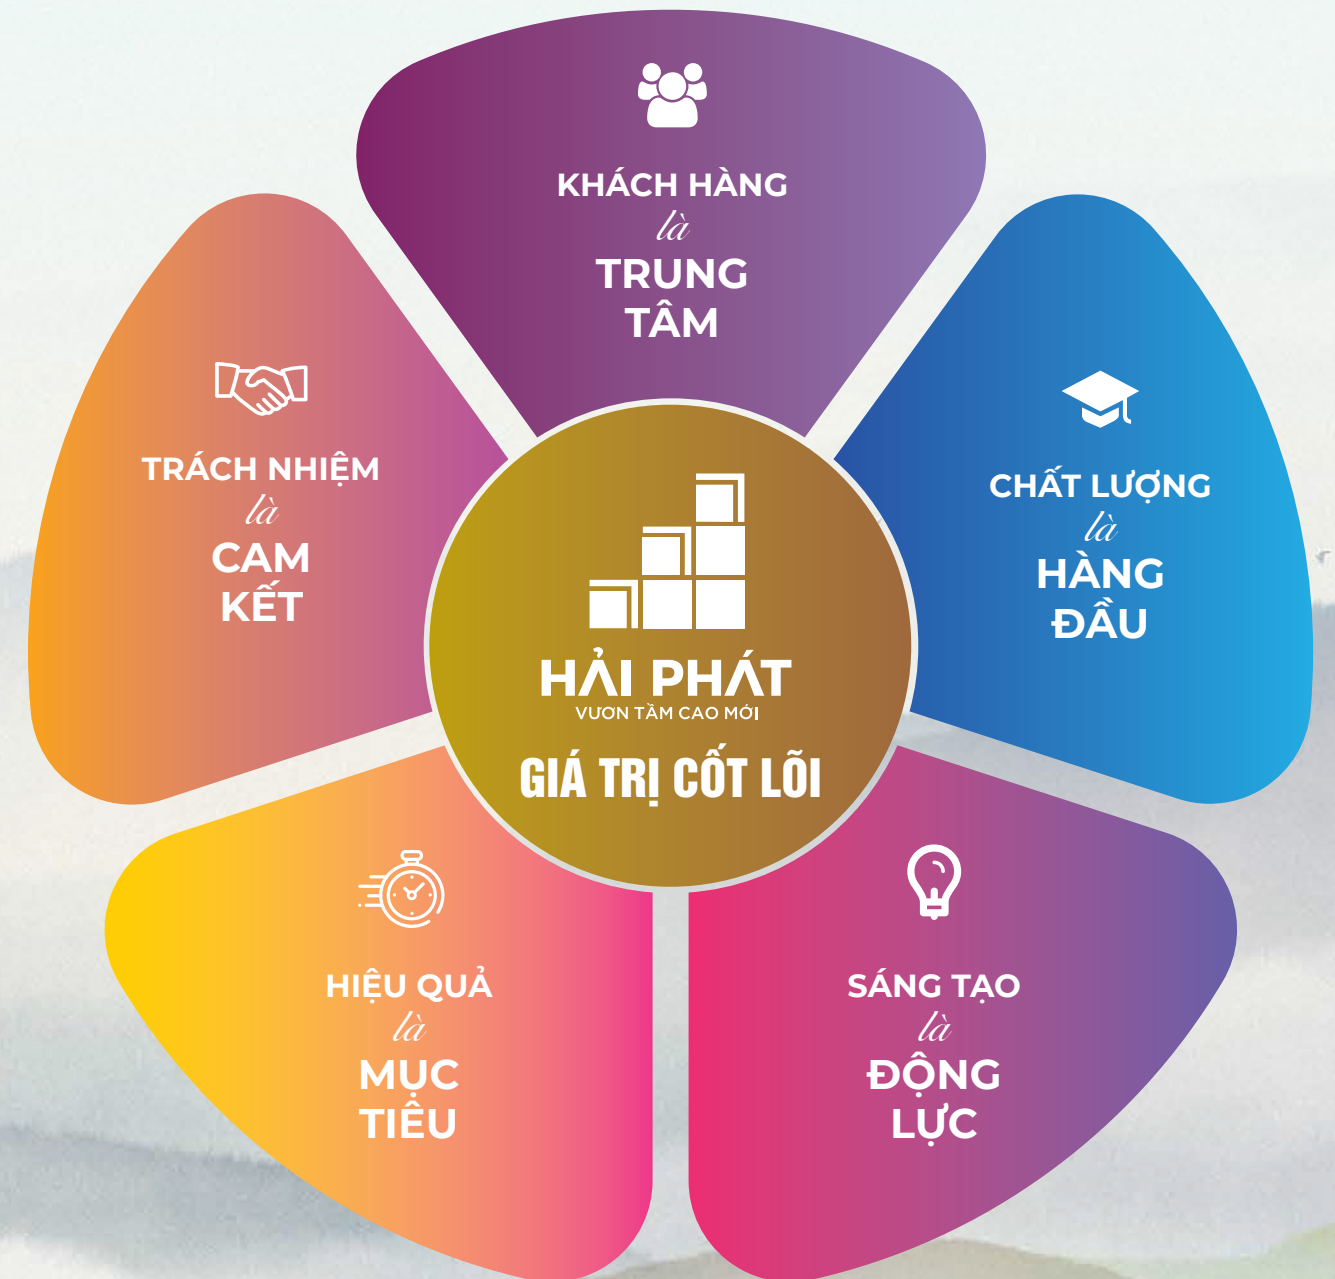 KHÁCH HÀNG
là
TRUNG
TÂM
TRÁCH NHIỆM
là
CAM
KẾT
CHẤT LƯỢNG
là
HÀNG
ĐẦU
HẢI PHÁT
VƯƠN TẦM CAO MỚI
GIÁ TRỊ CỐT LÕI
HIỆU QUẢ
là
MỤC
TIÊU
SÁNG TẠO
là
ĐỘNG
LỰC